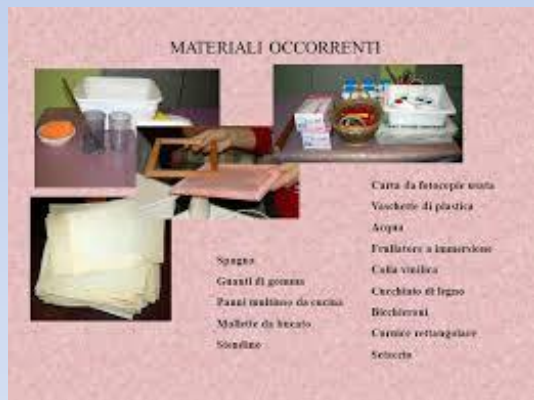 MATERIALI OCCORRENTI
Spugna
Guanti di gomma
Panni multiuso da cucina
Mollette da bucato
Stendino
Carta da fotocopie usata
Vaschette di plastica
Acqua
Frullatore a immersione
Colla vinilica
Cucchiaio di legno
Bicchieroni
Cornice rettangolare
Setaccio